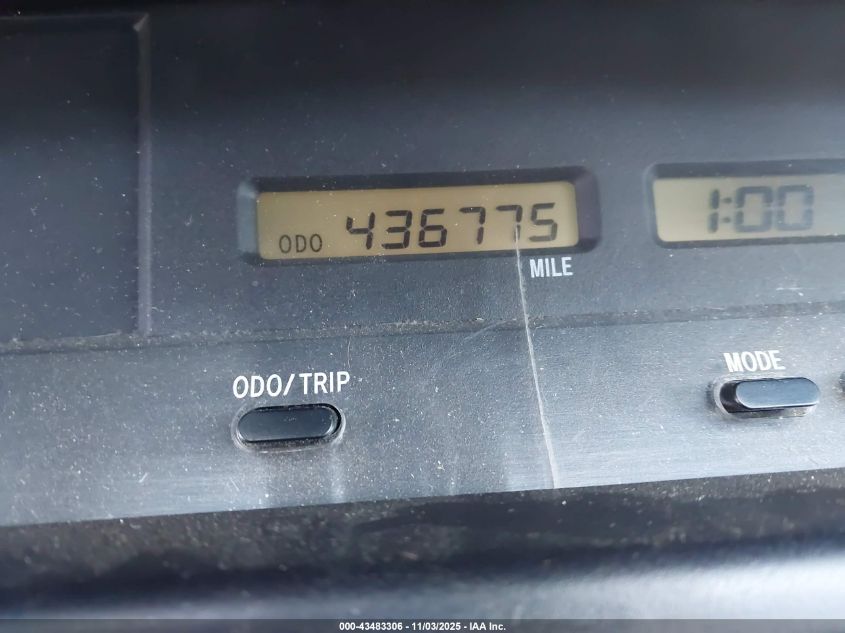 ODO 436775
1:00
MILE
ODO/TRIP
MODE
000-43483306 - 11/03/2025 - IAA Inc.